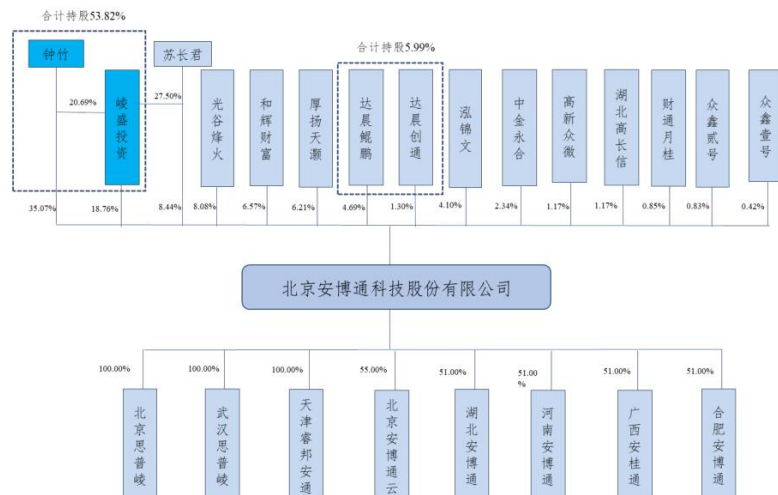 合计持股53.82%
钟竹
苏长君
合计持股5.99%
20.69%
27.50%
崚盛投资
光谷烽火
和辉财富
厚扬天灏
达晨鲲鹏
达晨创通
泓锦文
中金永合
高新众微
湖北高长信
财通月桂
众鑫贰号
众鑫壹号
35.07%
18.76%
8.44%
8.08%
6.57%
6.21%
4.69%
1.30%
4.10%
2.34%
1.17%
1.17%
0.85%
0.83%
0.42%
北京安博通科技股份有限公司
100.00%
100.00%
100.00%
55.00%
51.00%
51.00
%
51.00%
51.00%
北京思普崚
武汉思普崚
天津睿邦安通
北京安博通云
湖北安博通
河南安博通
广西安桂通
合肥安博通